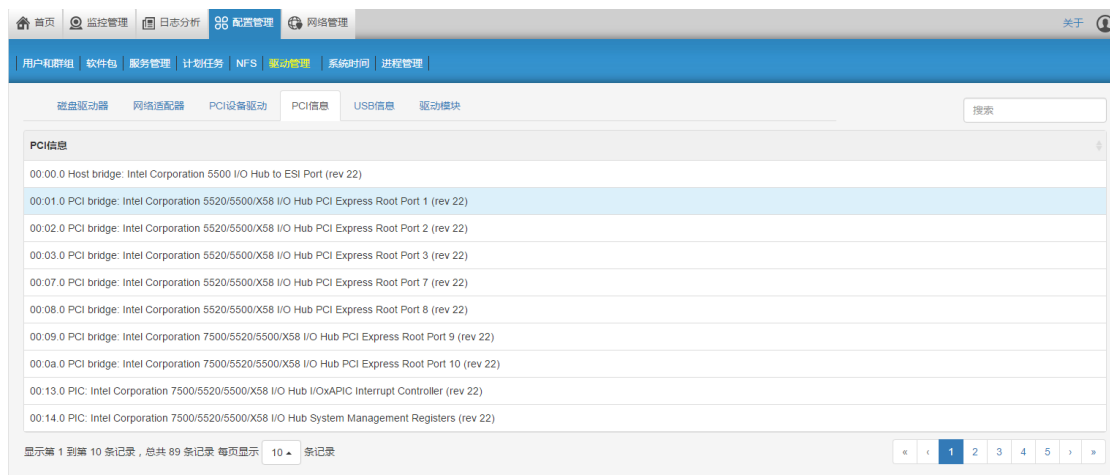 首页 监控管理 日志分析 配置管理 网络管理 关于
用户和群组 软件包 服务管理 计划任务 NFS 驱动管理 系统时间 进程管理
磁盘驱动器 网络适配器 PCI设备驱动 PCI信息 USB信息 驱动模块 搜索
PCI信息
00:00.0 Host bridge: Intel Corporation 5500 I/O Hub to ESI Port (rev 22)
00:01.0 PCI bridge: Intel Corporation 5520/5500/X58 I/O Hub PCI Express Root Port 1 (rev 22)
00:02.0 PCI bridge: Intel Corporation 5520/5500/X58 I/O Hub PCI Express Root Port 2 (rev 22)
00:03.0 PCI bridge: Intel Corporation 5520/5500/X58 I/O Hub PCI Express Root Port 3 (rev 22)
00:07.0 PCI bridge: Intel Corporation 5520/5500/X58 I/O Hub PCI Express Root Port 7 (rev 22)
00:08.0 PCI bridge: Intel Corporation 5520/5500/X58 I/O Hub PCI Express Root Port 8 (rev 22)
00:09.0 PCI bridge: Intel Corporation 7500/5520/5500/X58 I/O Hub PCI Express Root Port 9 (rev 22)
00:0a.0 PCI bridge: Intel Corporation 7500/5520/5500/X58 I/O Hub PCI Express Root Port 10 (rev 22)
00:13.0 PIC: Intel Corporation 7500/5520/5500/X58 I/O Hub I/OxAPIC Interrupt Controller (rev 22)
00:14.0 PIC: Intel Corporation 7500/5520/5500/X58 I/O Hub System Management Registers (rev 22)
显示第 1 到第 10 条记录，总共 89 条记录 每页显示 10 条记录 « ‹ 1 2 3 4 5 › »